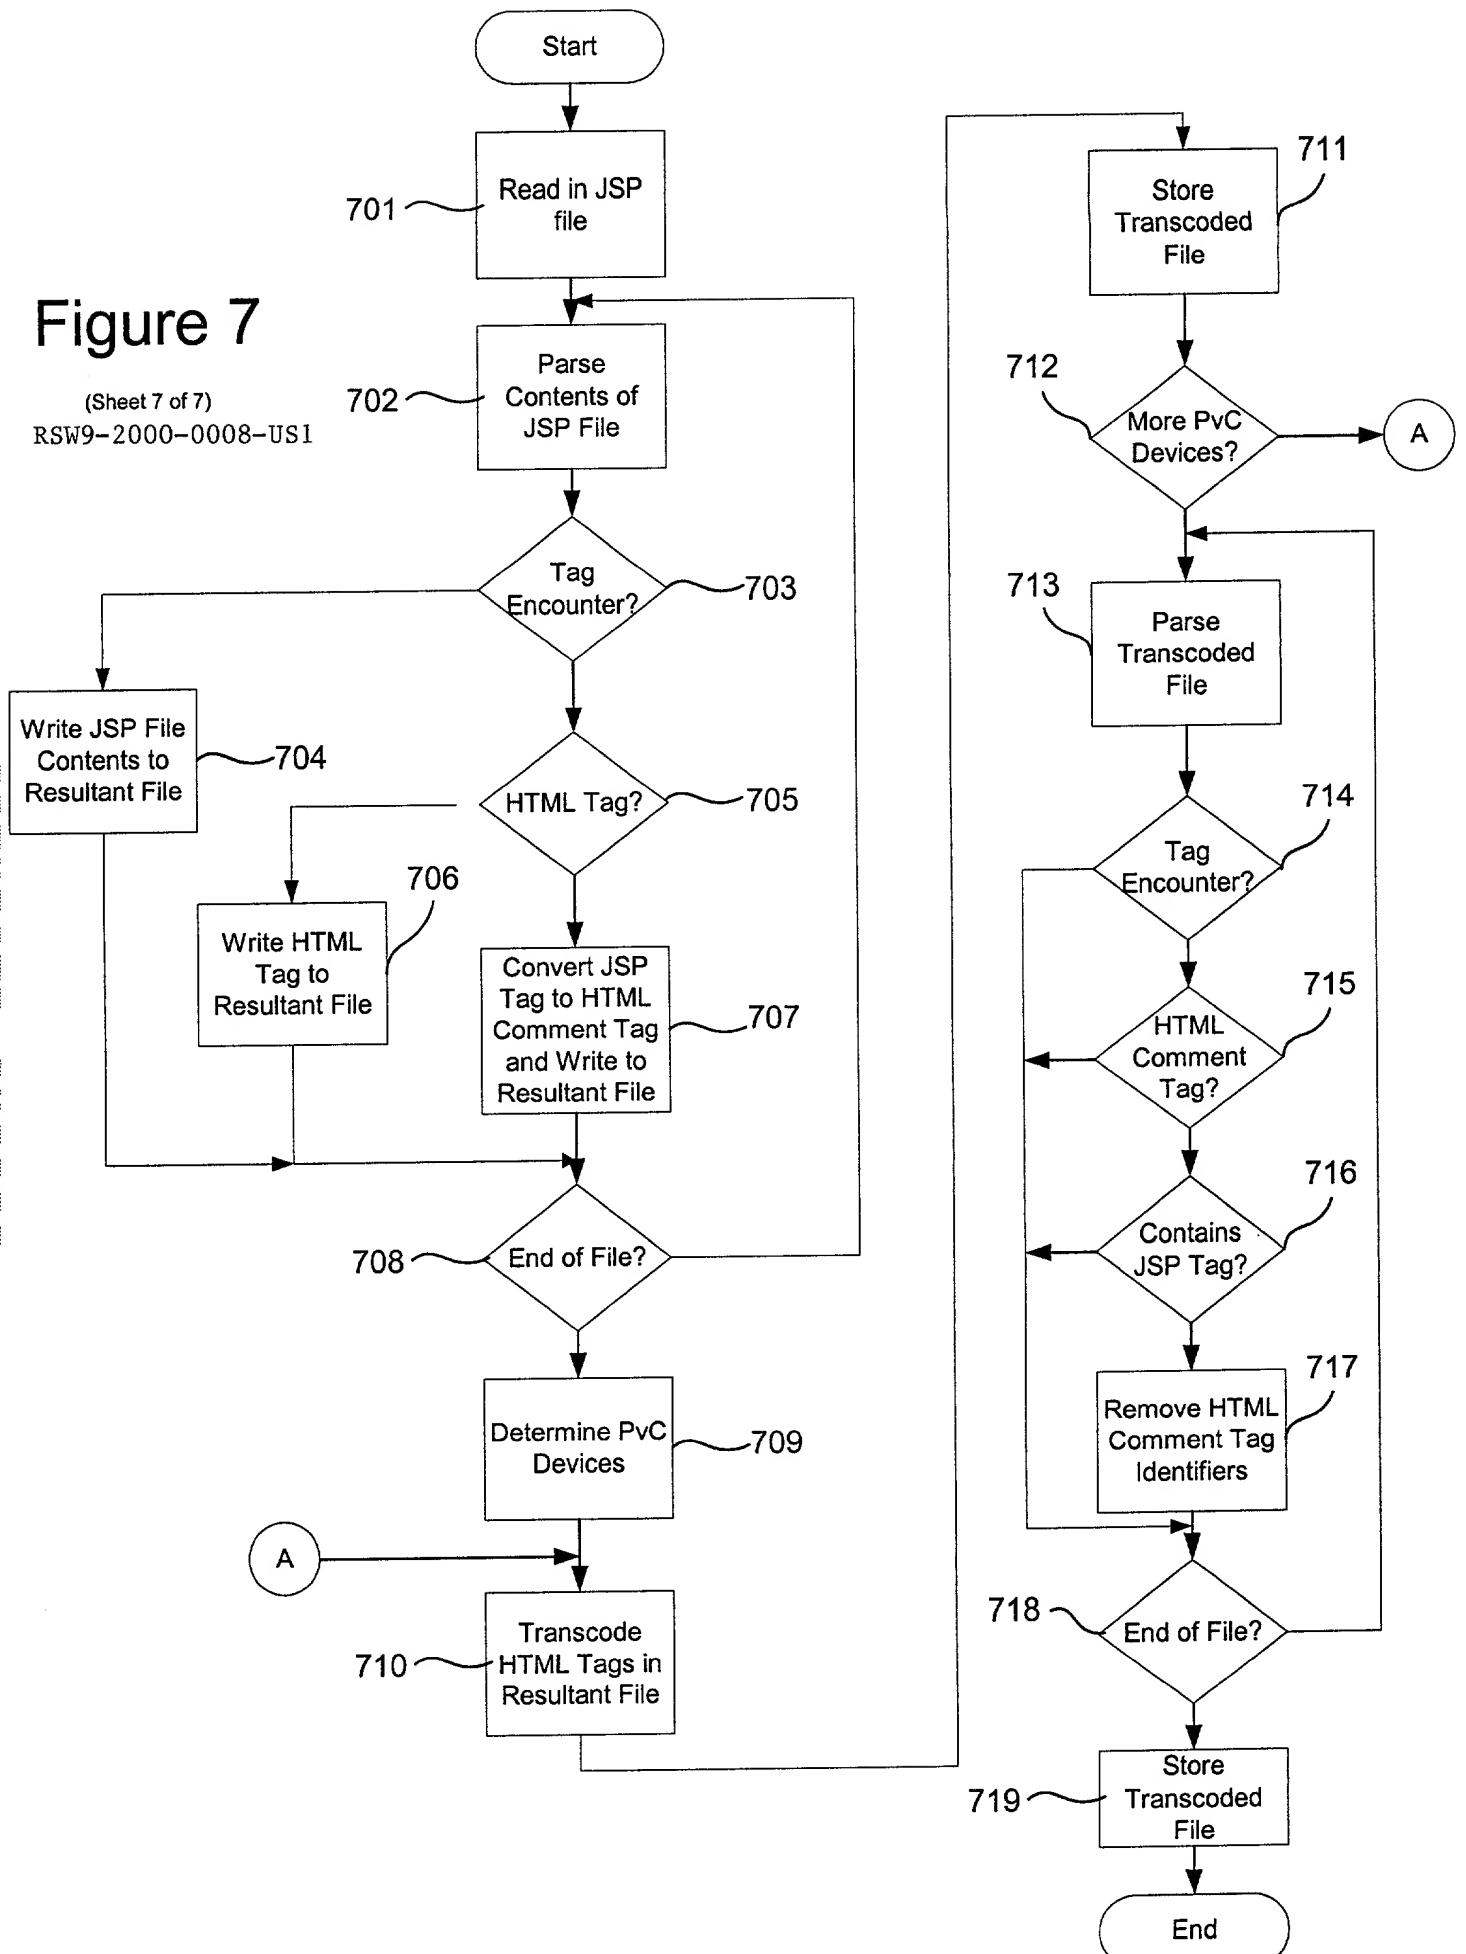 Start
701
Read in JSP
file
Figure 7
(Sheet 7 of 7)
RSW9-2000-0008-US1
702
Parse
Contents of
JSP File
Tag
Encounter?
703
Write JSP File
Contents to
Resultant File
704
HTML Tag?
705
706
Write HTML
Tag to
Resultant File
Convert JSP
Tag to HTML
Comment Tag
and Write to
Resultant File
707
708
End of File?
Determine PvC
Devices
709
A
710
Transcode
HTML Tags in
Resultant File
711
Store
Transcoded
File
712
More PvC
Devices?
A
713
Parse
Transcoded
File
714
Tag
Encounter?
715
HTML
Comment
Tag?
716
Contains
JSP Tag?
717
Remove HTML
Comment Tag
Identifiers
718
End of File?
719
Store
Transcoded
File
End